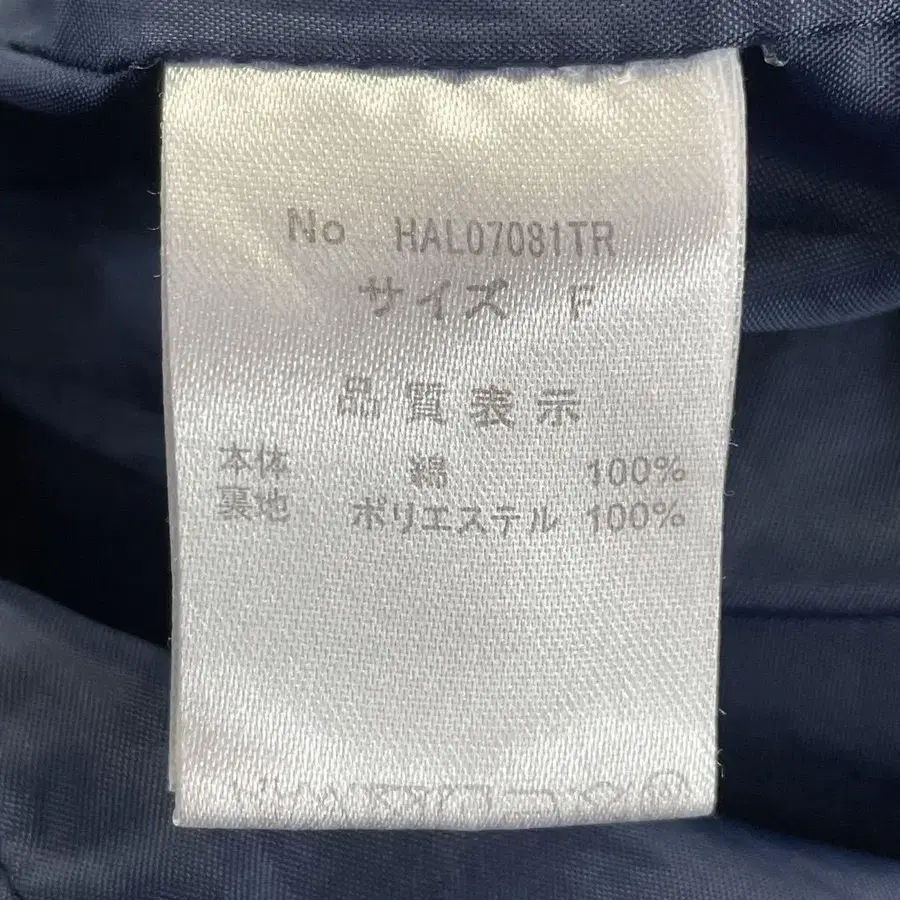 No HAL07081TR
サイズ F
品質表示
本体 綿 100%
裏地 ポリエステル 100%